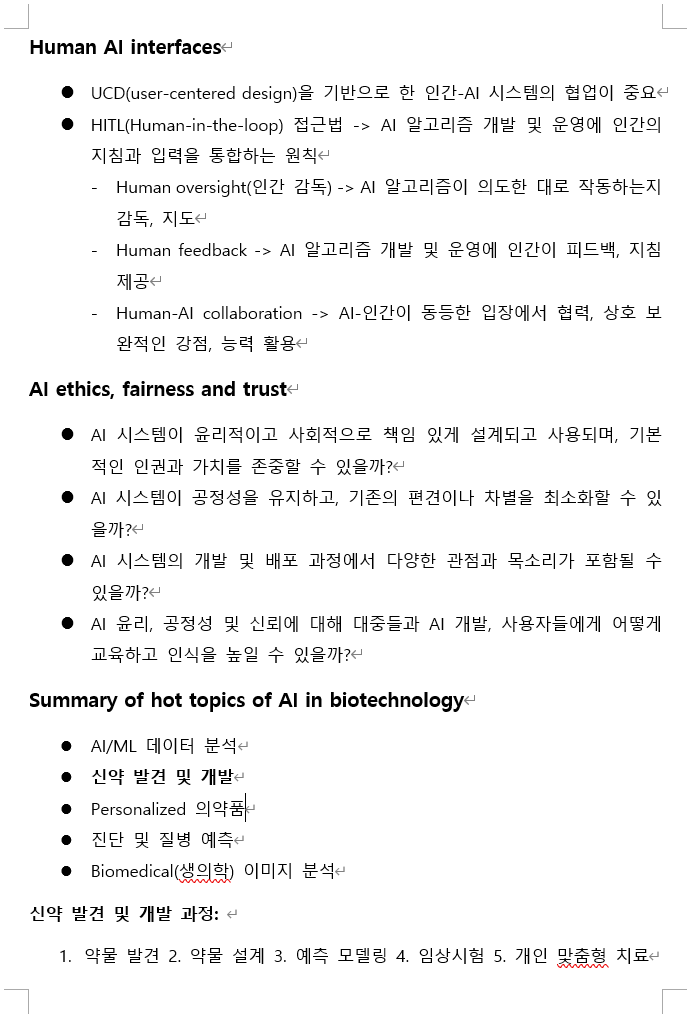 Human AI interfaces
● UCD(user-centered design)을 기반으로 한 인간-AI 시스템의 협업이 중요
● HITL(Human-in-the-loop) 접근법 -> AI 알고리즘 개발 및 운영에 인간의
지침과 입력을 통합하는 원칙
- Human oversight(인간 감독) -> AI 알고리즘이 의도한 대로 작동하는지
감독, 지도
- Human feedback -> AI 알고리즘 개발 및 운영에 인간이 피드백, 지침
제공
- Human-AI collaboration -> AI-인간이 동등한 입장에서 협력, 상호 보
완적인 강점, 능력 활용
AI ethics, fairness and trust
● AI 시스템이 윤리적이고 사회적으로 책임 있게 설계되고 사용되며, 기본
적인 인권과 가치를 존중할 수 있을까?
● AI 시스템이 공정성을 유지하고, 기존의 편견이나 차별을 최소화할 수 있
을까?
● AI 시스템의 개발 및 배포 과정에서 다양한 관점과 목소리가 포함될 수
있을까?
● AI 윤리, 공정성 및 신뢰에 대해 대중들과 AI 개발, 사용자들에게 어떻게
교육하고 인식을 높일 수 있을까?
Summary of hot topics of AI in biotechnology
● AI/ML 데이터 분석
● 신약 발견 및 개발
● Personalized 의약품
● 진단 및 질병 예측
● Biomedical(생의학) 이미지 분석
신약 발견 및 개발 과정:
1. 약물 발견 2. 약물 설계 3. 예측 모델링 4. 임상시험 5. 개인 맞춤형 치료